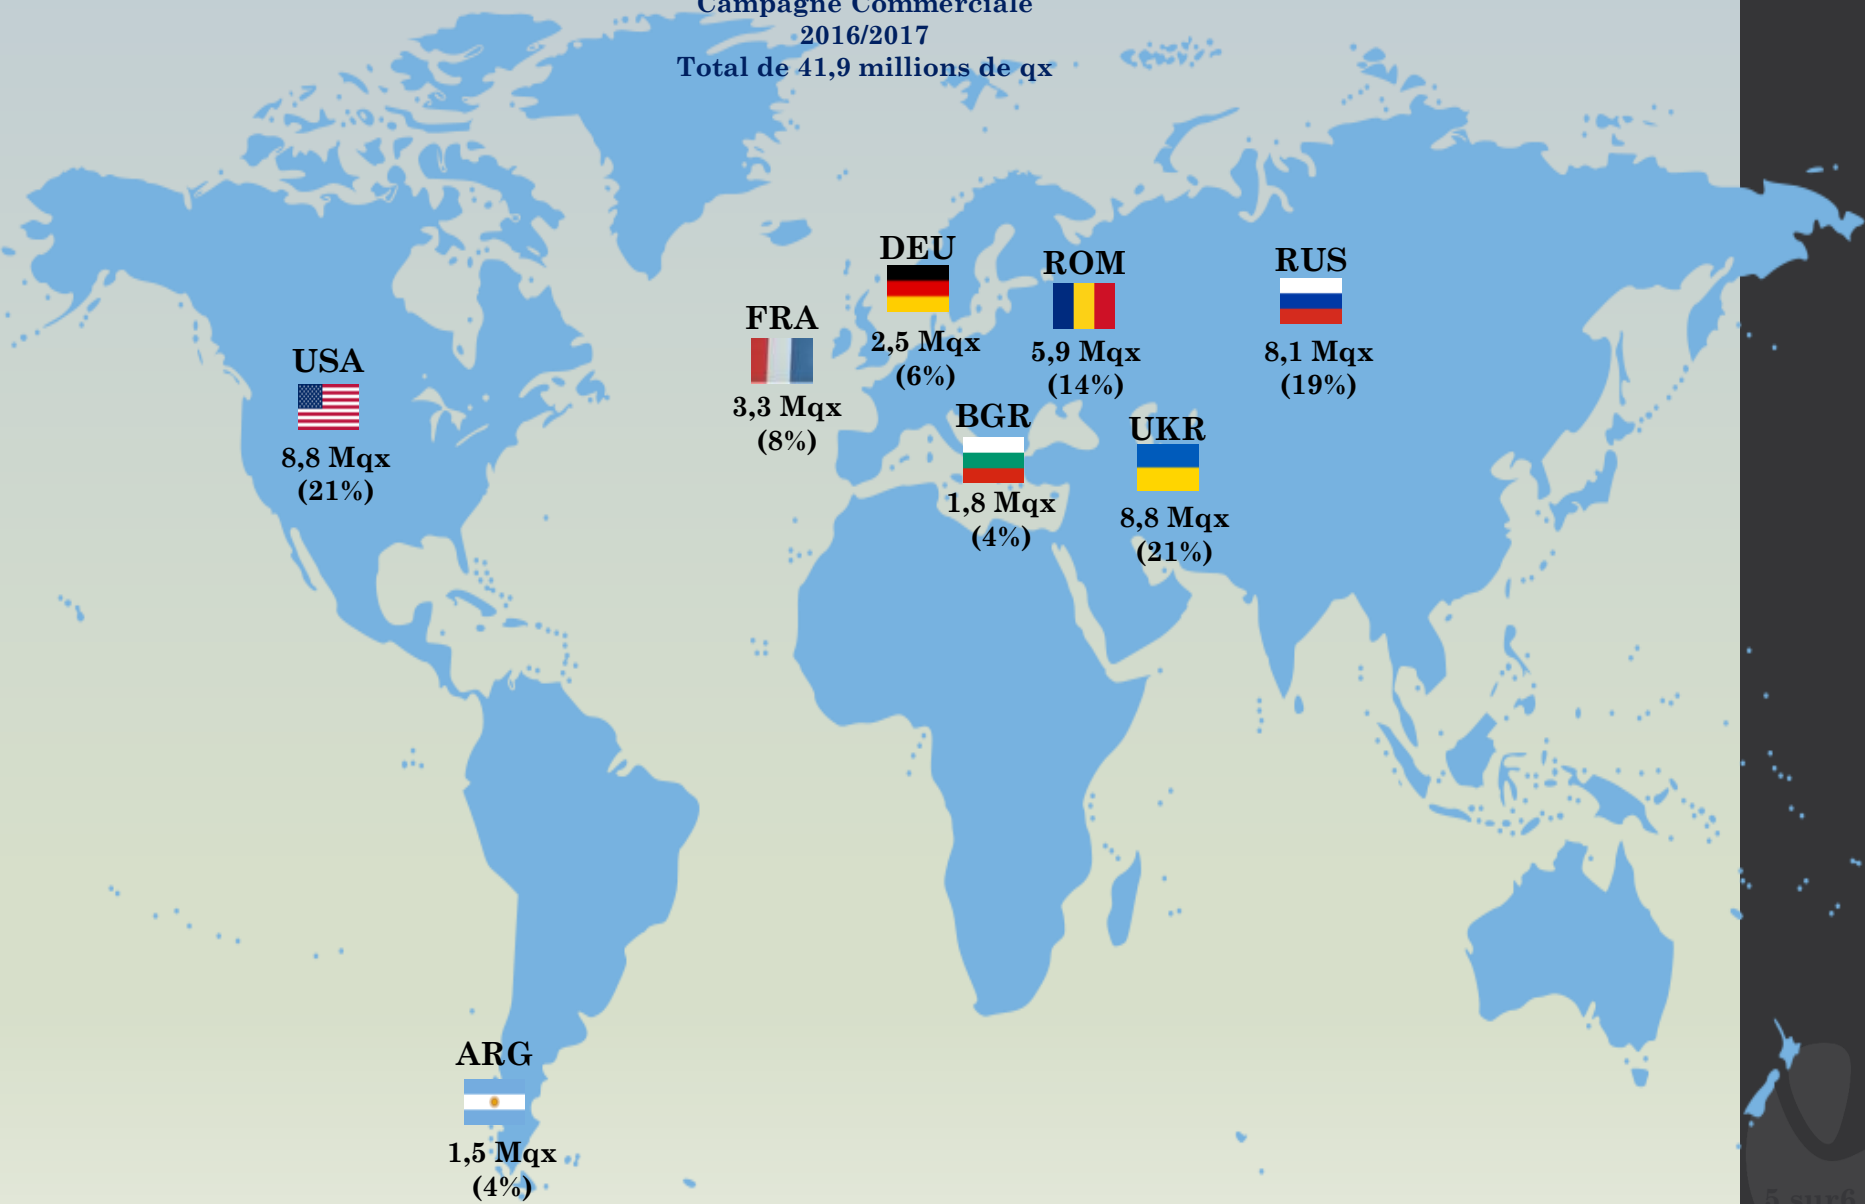 Campagne Commerciale
2016/2017
Total de 41,9 millions de qx
DEU
2,5 Mqx
(6%)
ROM
5,9 Mqx
(14%)
RUS
8,1 Mqx
(19%)
FRA
3,3 Mqx
(8%)
USA
8,8 Mqx
(21%)
BGR
1,8 Mqx
(4%)
UKR
8,8 Mqx
(21%)
ARG
1,5 Mqx
(4%)
5 sur6